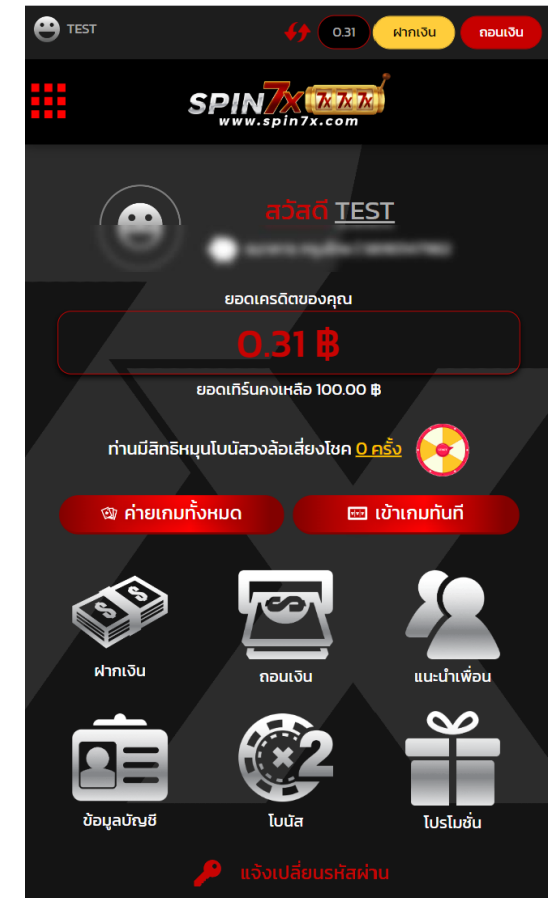 TEST
0.31
ฝากเงิน
ถอนเงิน
SPIN7X 7X 7X 7X
www.spin7x.com
สวัสดี TEST
ยอดเครดิตของคุณ
0.31 ฿
ยอดเทิร์นคงเหลือ 100.00 ฿
ท่านมีสิทธิหมุนโบนัสวงล้อเสี่ยงโชค 0 ครั้ง
ค่ายเกมทั้งหมด
เข้าเกมทันที
ฝากเงิน
ถอนเงิน
แนะนำเพื่อน
ข้อมูลบัญชี
×2
โบนัส
โปรโมชั่น
แจ้งเปลี่ยนรหัสผ่าน